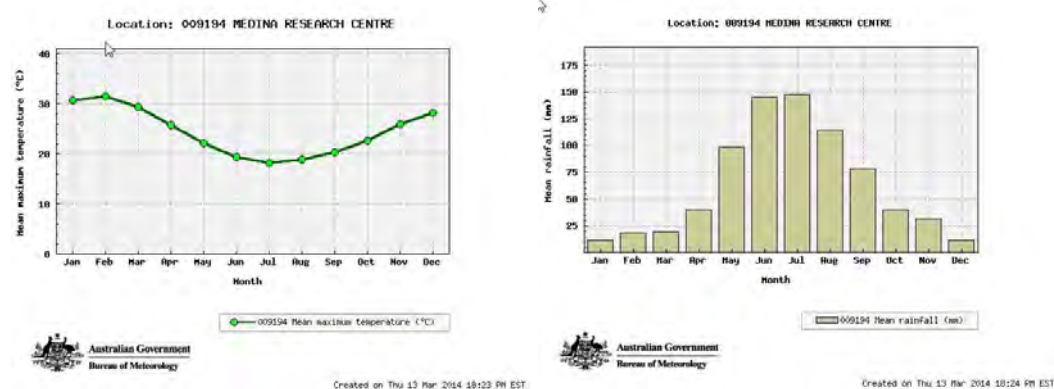 Location: 009194 MEDINA RESEARCH CENTRE
Mean maximum temperature (°C)
40
30
20
10
0
Jan Feb Mar Apr May Jun Jul Aug Sep Oct Nov Dec
Month
009194 Mean maximum temperature (°C)
Australian Government
Bureau of Meteorology
Created on Thu 13 Mar 2014 18:23 PM EST
Location: 009194 MEDINA RESEARCH CENTRE
Mean rainfall (mm)
175
150
125
100
75
50
25
Jan Feb Mar Apr May Jun Jul Aug Sep Oct Nov Dec
Month
009194 Mean rainfall (mm)
Australian Government
Bureau of Meteorology
Created on Thu 13 Mar 2014 18:24 PM EST